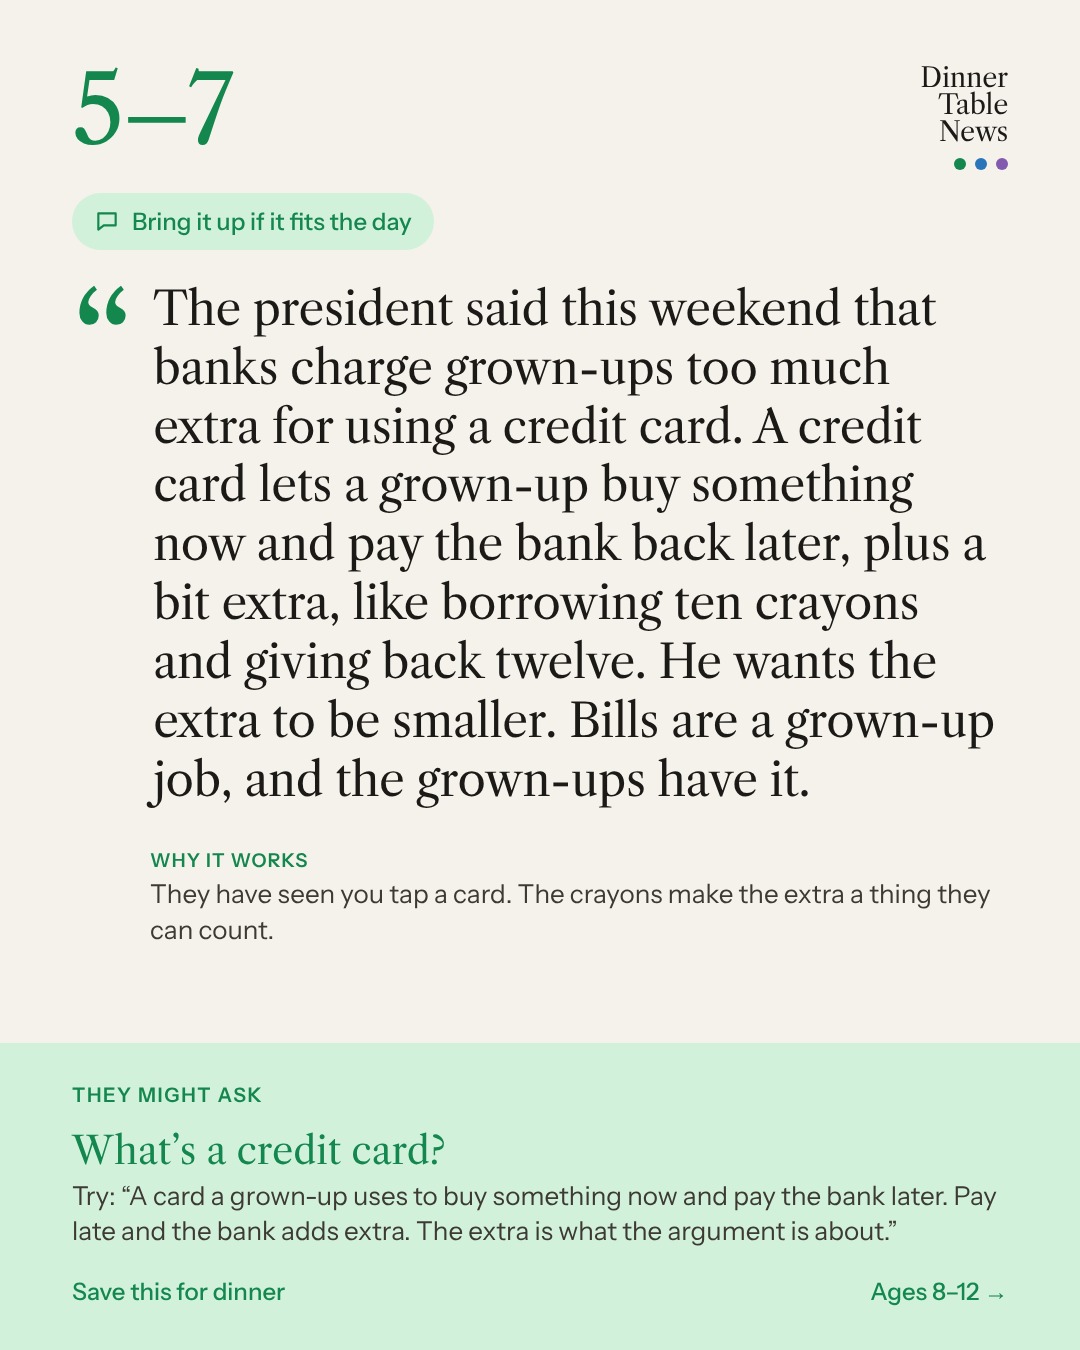 5–7
Dinner
Table
News
Bring it up if it fits the day
“The president said this weekend that
banks charge grown-ups too much
extra for using a credit card. A credit
card lets a grown-up buy something
now and pay the bank back later, plus a
bit extra, like borrowing ten crayons
and giving back twelve. He wants the
extra to be smaller. Bills are a grown-up
job, and the grown-ups have it.
WHY IT WORKS
They have seen you tap a card. The crayons make the extra a thing they
can count.
THEY MIGHT ASK
What’s a credit card?
Try: “A card a grown-up uses to buy something now and pay the bank later. Pay
late and the bank adds extra. The extra is what the argument is about.”
Save this for dinner
Ages 8–12 →